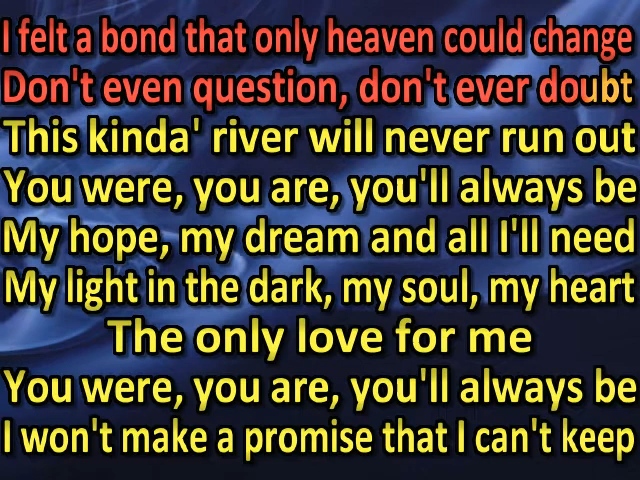 I felt a bond that only heaven could change
Don't even question, don't ever doubt
This kinda' river will never run out
You were, you are, you'll always be
My hope, my dream and all I'll need
My light in the dark, my soul, my heart
The only love for me
You were, you are, you'll always be
I won't make a promise that I can't keep